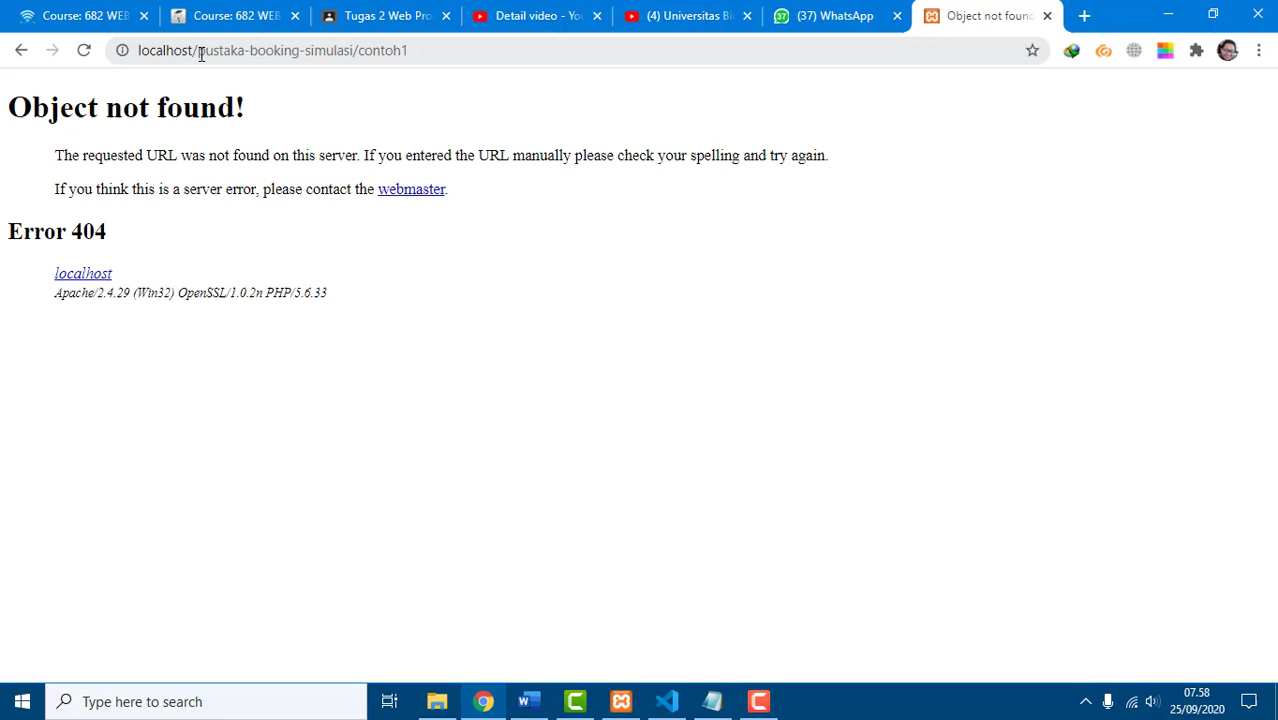 Course: 682 WEB
Course: 682 WEB
Tugas 2 Web Pro
Detail video - You
(4) Universitas Bi
(37) WhatsApp
Object not found
localhost/pustaka-booking-simulasi/contoh1
Object not found!
The requested URL was not found on this server. If you entered the URL manually please check your spelling and try again.
If you think this is a server error, please contact the webmaster.
Error 404
localhost
Apache/2.4.29 (Win32) OpenSSL/1.0.2n PHP/5.6.33
Type here to search
07.58
25/09/2020